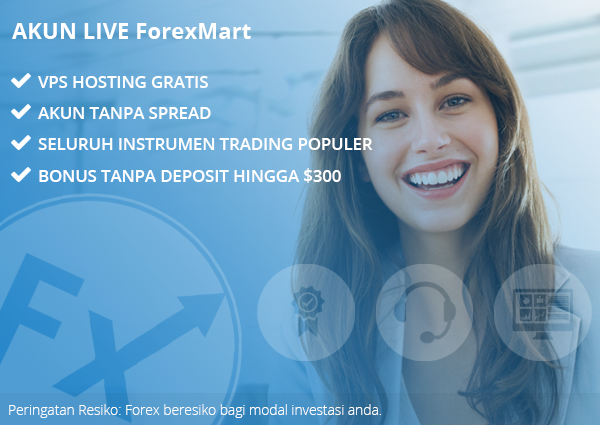 AKUN LIVE ForexMart
VPS HOSTING GRATIS
AKUN TANPA SPREAD
SELURUH INSTRUMEN TRADING POPULER
BONUS TANPA DEPOSIT HINGGA $300
FX
Peringatan Resiko: Forex beresiko bagi modal investasi anda.